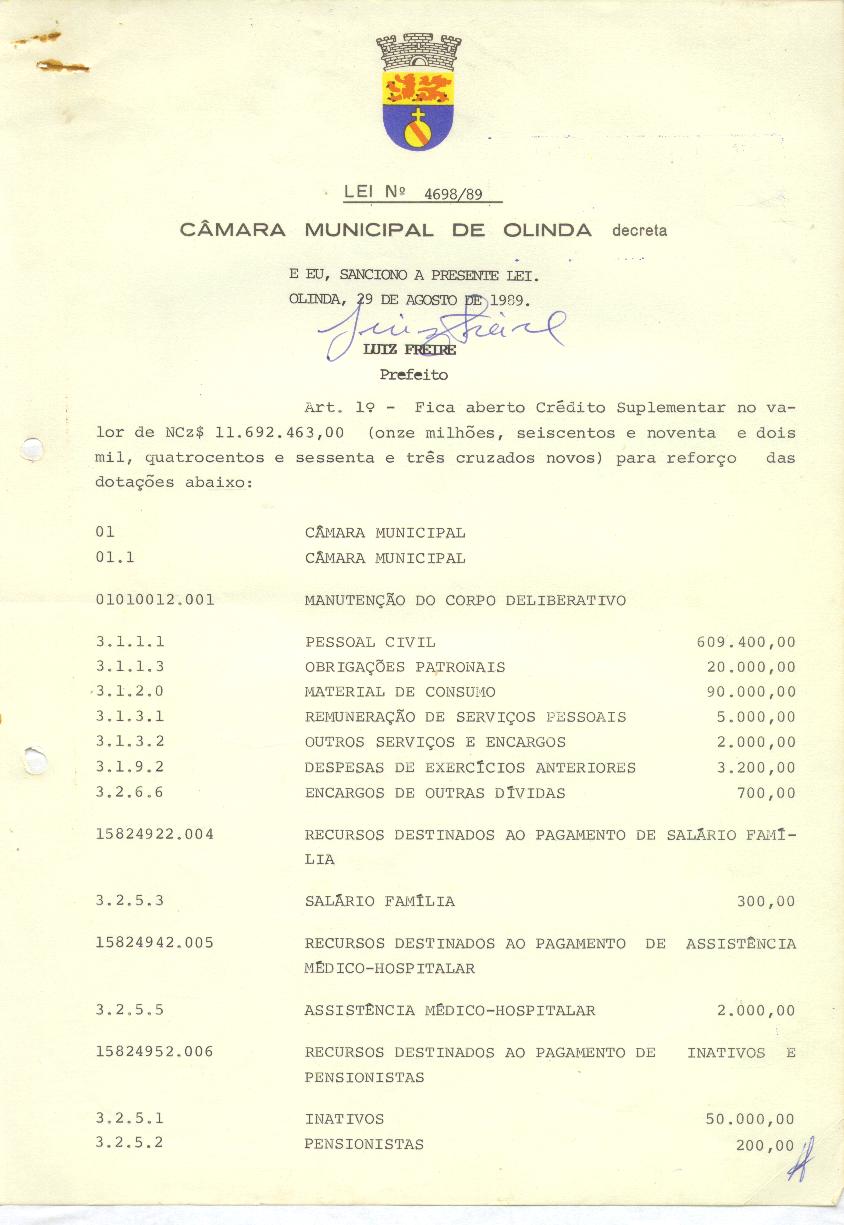 LEI Nº 4698/89
CÂMARA MUNICIPAL DE OLINDA decreta
E EU, SANCIONO A PRESENTE LEI.
OLINDA, 29 DE AGOSTO DE 1989.
Luiz Freire
LUIZ FREIRE
Prefeito
Art. 1º - Fica aberto Crédito Suplementar no va-
lor de NCz$ 11.692.463,00 (onze milhões, seiscentos e noventa e dois
mil, quatrocentos e sessenta e três cruzados novos) para reforço das
dotações abaixo:
01 CÂMARA MUNICIPAL
01.1 CÂMARA MUNICIPAL
01010012.001 MANUTENÇÃO DO CORPO DELIBERATIVO
3.1.1.1 PESSOAL CIVIL 609.400,00
3.1.1.3 OBRIGAÇÕES PATRONAIS 20.000,00
3.1.2.0 MATERIAL DE CONSUMO 90.000,00
3.1.3.1 REMUNERAÇÃO DE SERVIÇOS PESSOAIS 5.000,00
3.1.3.2 OUTROS SERVIÇOS E ENCARGOS 2.000,00
3.1.9.2 DESPESAS DE EXERCÍCIOS ANTERIORES 3.200,00
3.2.6.6 ENCARGOS DE OUTRAS DÍVIDAS 700,00
15824922.004 RECURSOS DESTINADOS AO PAGAMENTO DE SALÁRIO FAMÍ-
LIA
3.2.5.3 SALÁRIO FAMÍLIA 300,00
15824942.005 RECURSOS DESTINADOS AO PAGAMENTO DE ASSISTÊNCIA
MÉDICO-HOSPITALAR
3.2.5.5 ASSISTÊNCIA MÉDICO-HOSPITALAR 2.000,00
15824952.006 RECURSOS DESTINADOS AO PAGAMENTO DE INATIVOS E
PENSIONISTAS
3.2.5.1 INATIVOS 50.000,00
3.2.5.2 PENSIONISTAS 200,00